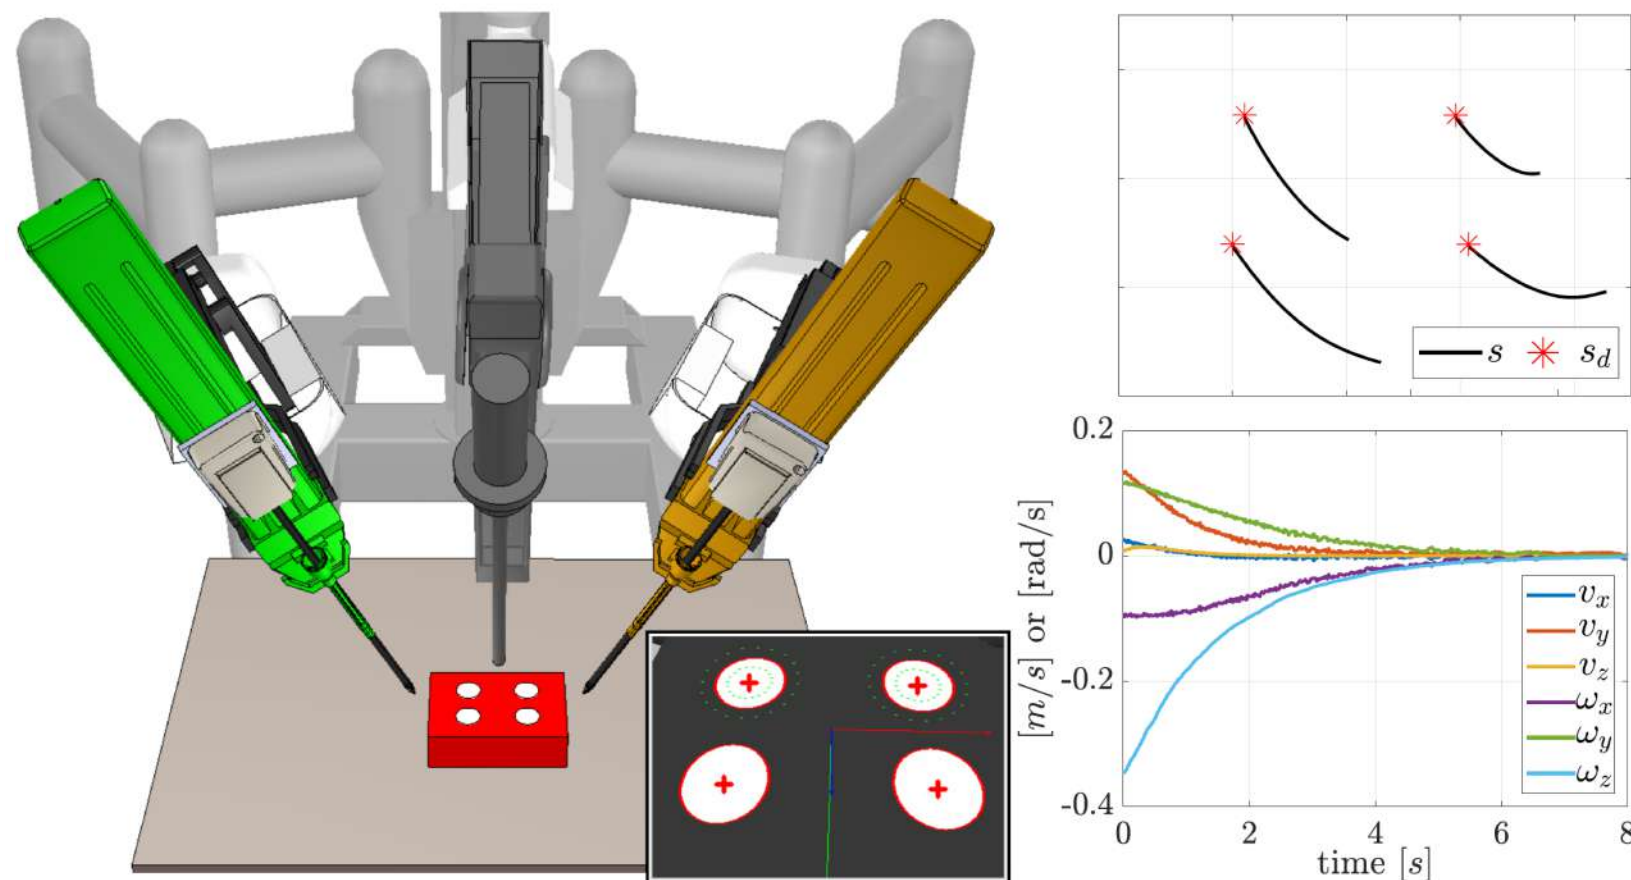 s s_d
0.2
0
-0.2
-0.4
[m/s] or [rad/s]
v_x
v_y
v_z
ω_x
ω_y
ω_z
0 2 4 6 8
time [s]